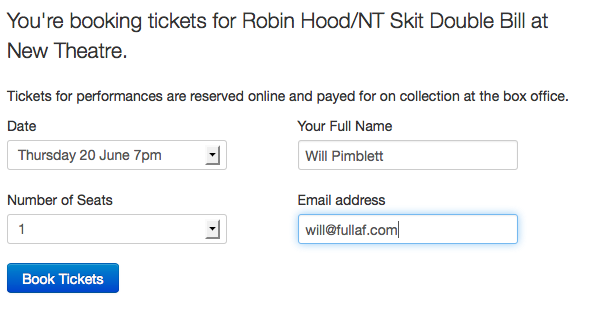 You're booking tickets for Robin Hood/NT Skit Double Bill at
New Theatre.
Tickets for performances are reserved online and payed for on collection at the box office.
Date
Your Full Name
Thursday 20 June 7pm
Will Pimblett
Number of Seats
Email address
1
will@fullaf.com
Book Tickets